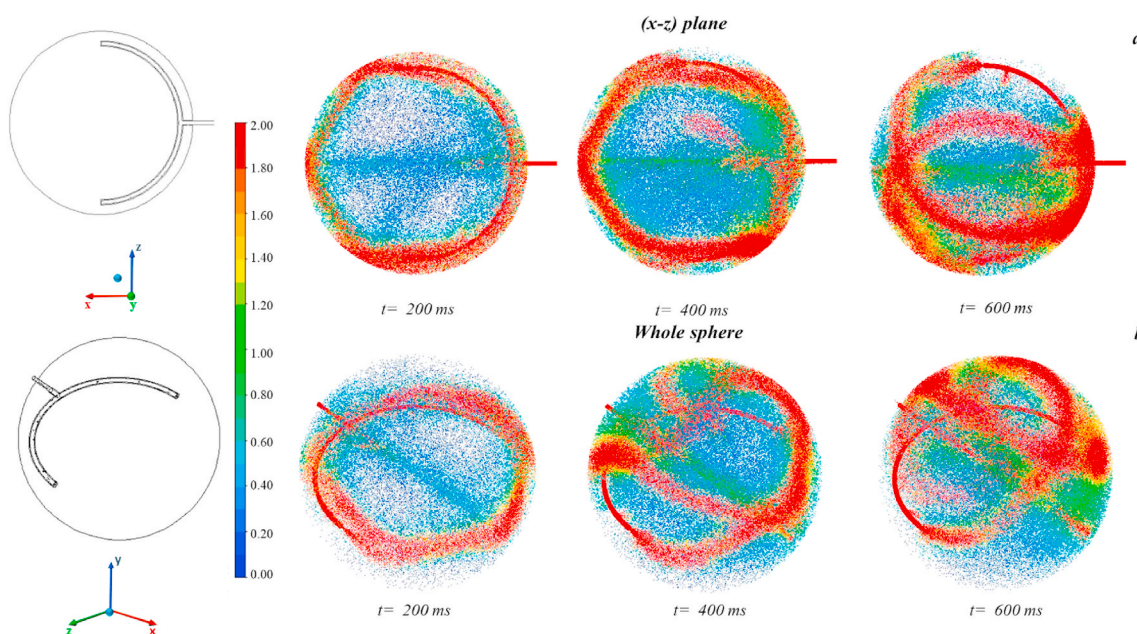 (x-z) plane
2.00
1.80
1.60
1.40
1.20
1.00
0.80
0.60
0.40
0.20
0.00
z
x
y
t= 200 ms
t= 400 ms
t= 600 ms
Whole sphere
y
z
x
t= 200 ms
t= 400 ms
t= 600 ms